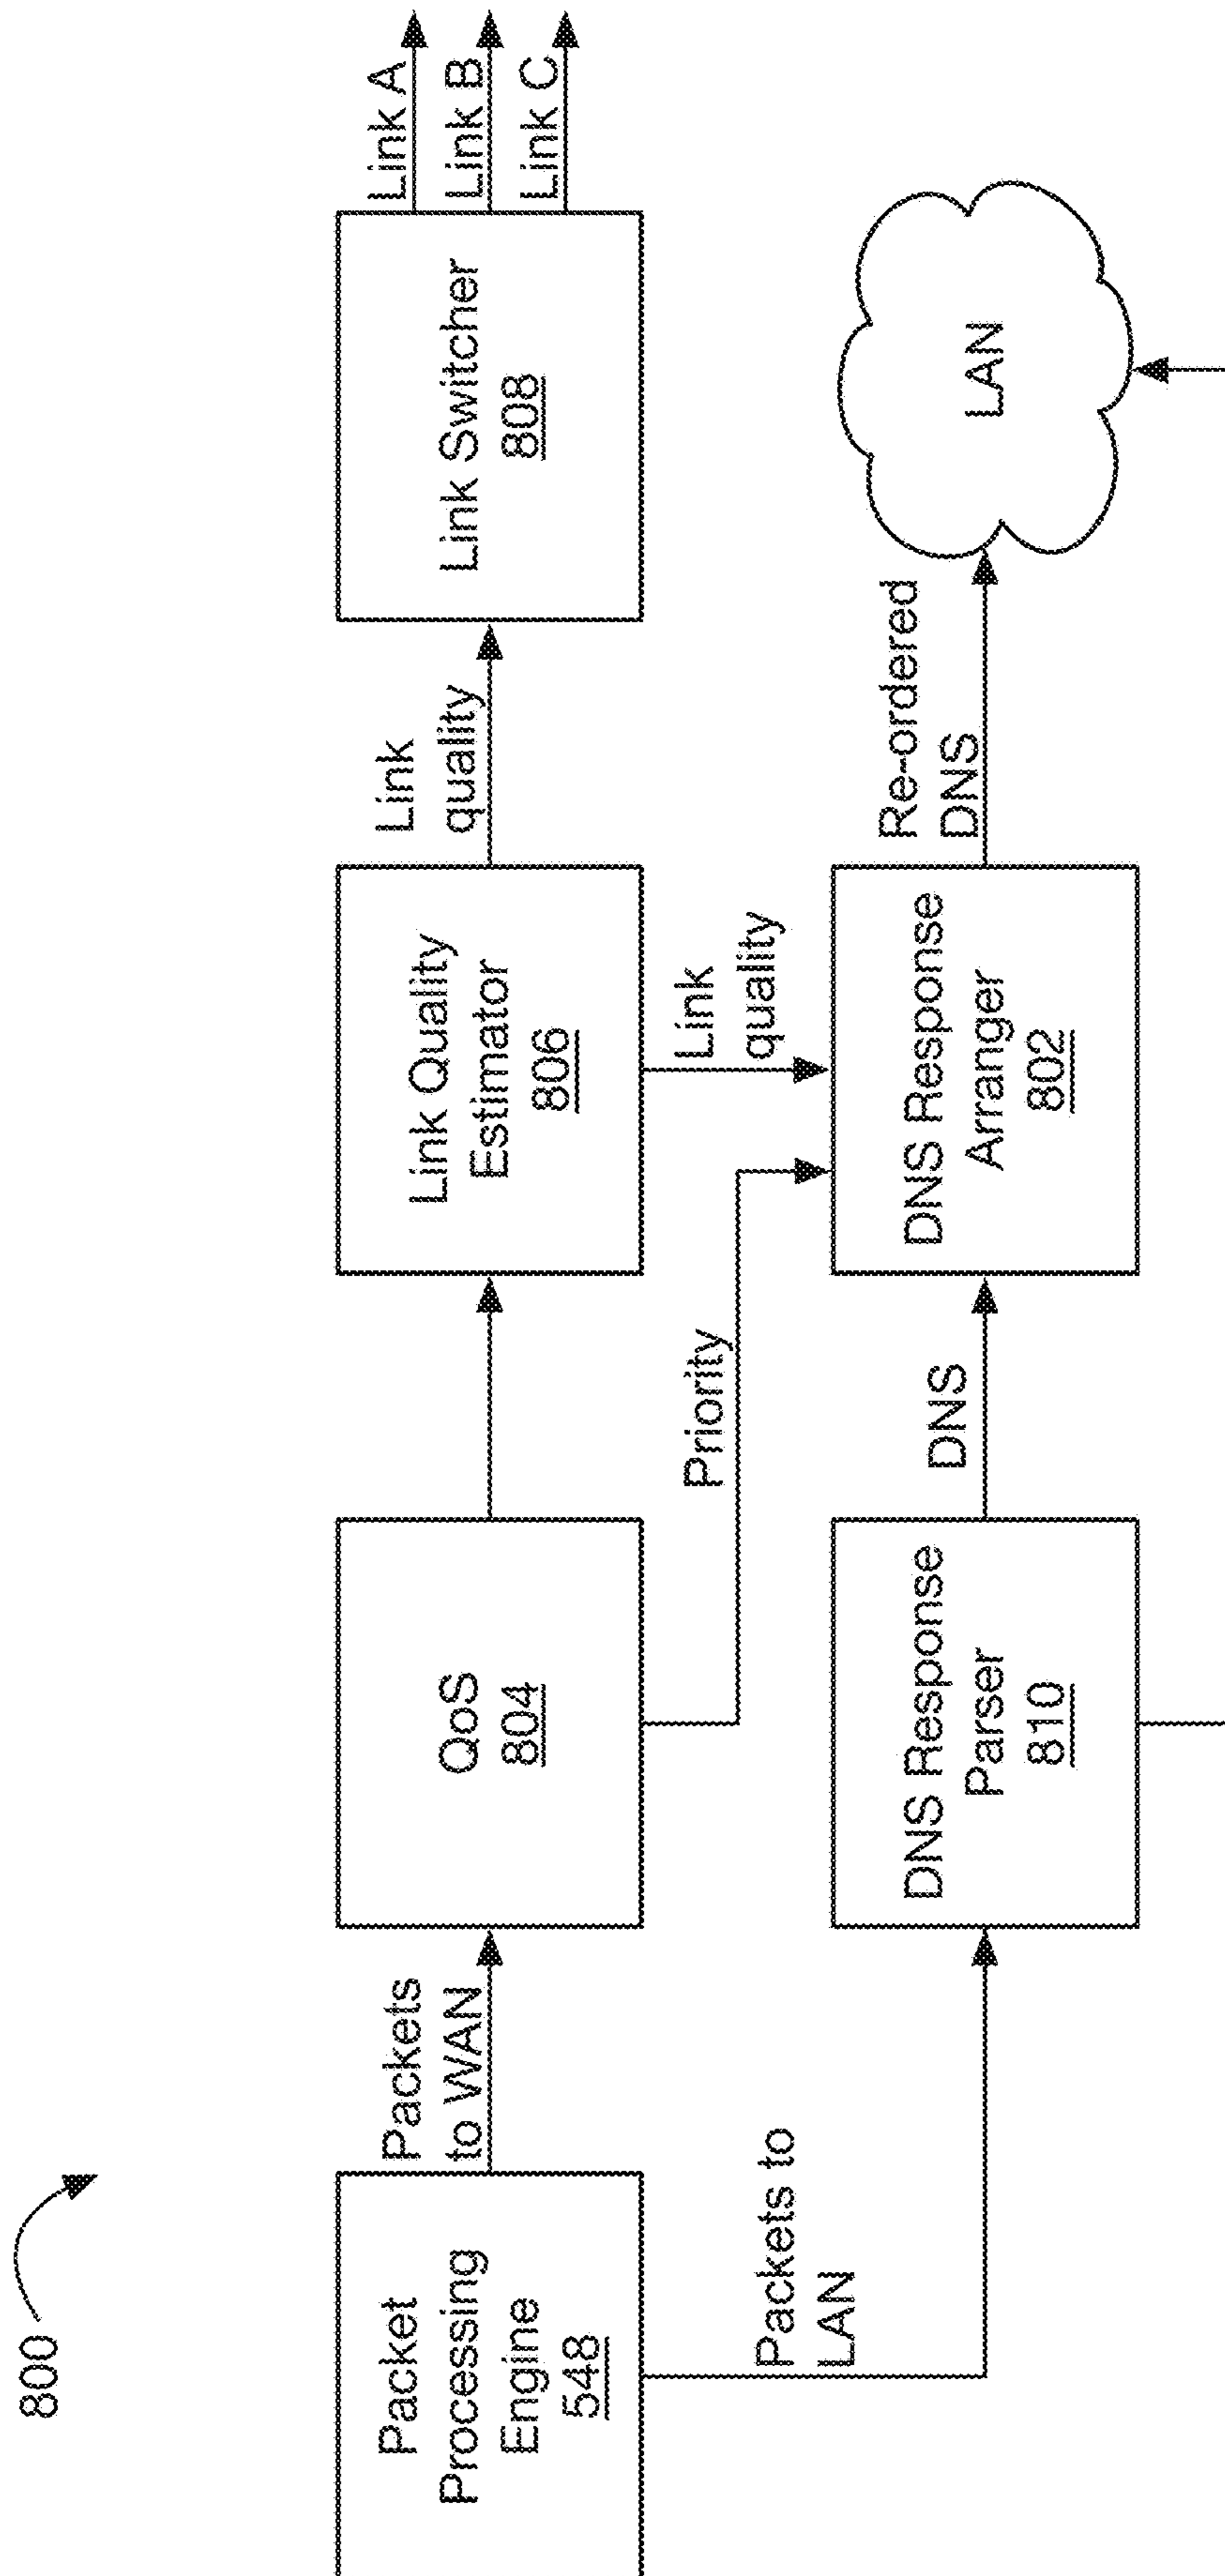 800
Packet
Processing
Engine
548
Packets
to WAN
QoS
804
Link Quality
Estimator
806
Link
quality
Link Switcher
808
Link A
Link B
Link C
Packets to
LAN
Priority
Link
quality
DNS Response
Parser
810
DNS
DNS Response
Arranger
802
Re-ordered
DNS
LAN